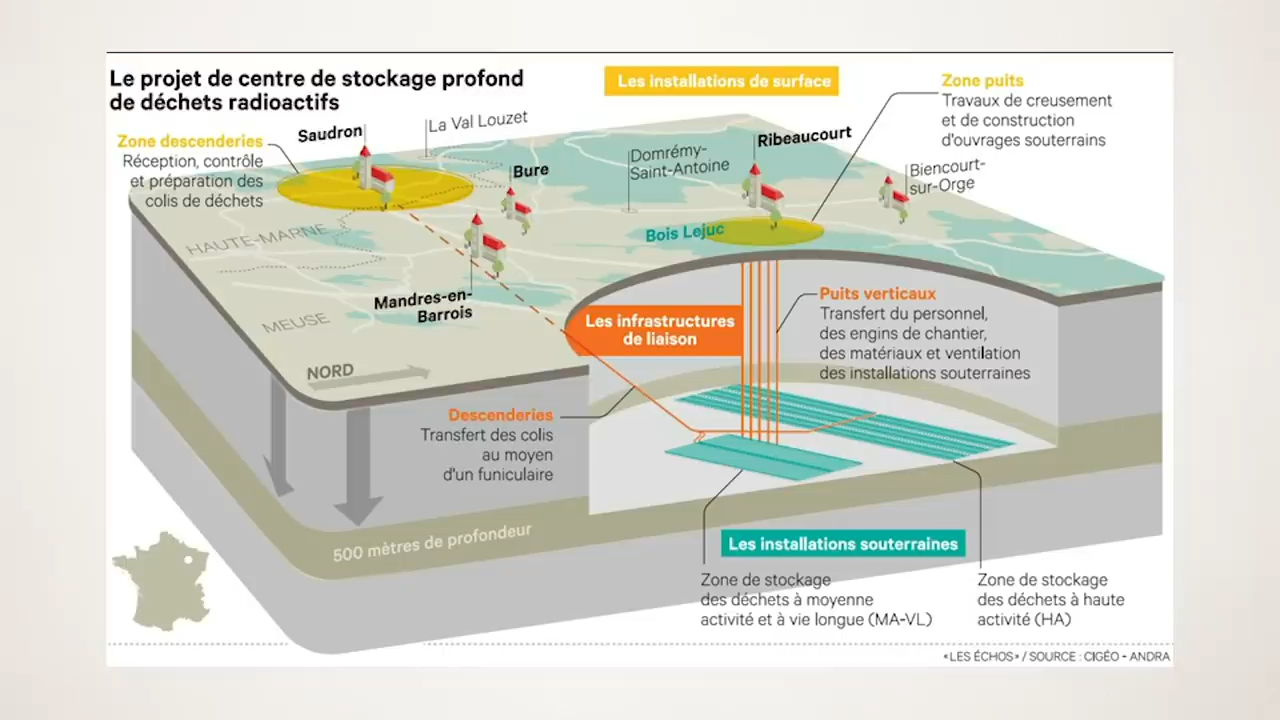 Le projet de centre de stockage profond
de déchets radioactifs
Les installations de surface
Zone puits
Travaux de creusement
et de construction
d'ouvrages souterrains
Zone descenderies
Réception, contrôle
et préparation des
colis de déchets
Saudron
La Val Louzet
Bure
Domrémy-
Saint-Antoine
Ribeaucourt
Biencourt-
sur-Orge
Bois Lejuc
HAUTE-MARNE
MEUSE
Mandres-en-
Barrois
NORD
Les infrastructures
de liaison
Puits verticaux
Transfert du personnel,
des engins de chantier,
des matériaux et ventilation
des installations souterraines
Descenderies
Transfert des colis
au moyen
d'un funiculaire
500 mètres de profondeur
Les installations souterraines
Zone de stockage
des déchets à moyenne
activité et à vie longue (MA-VL)
Zone de stockage
des déchets à haute
activité (HA)
«LES ÉCHOS» / SOURCE : CIGÉO - ANDRA